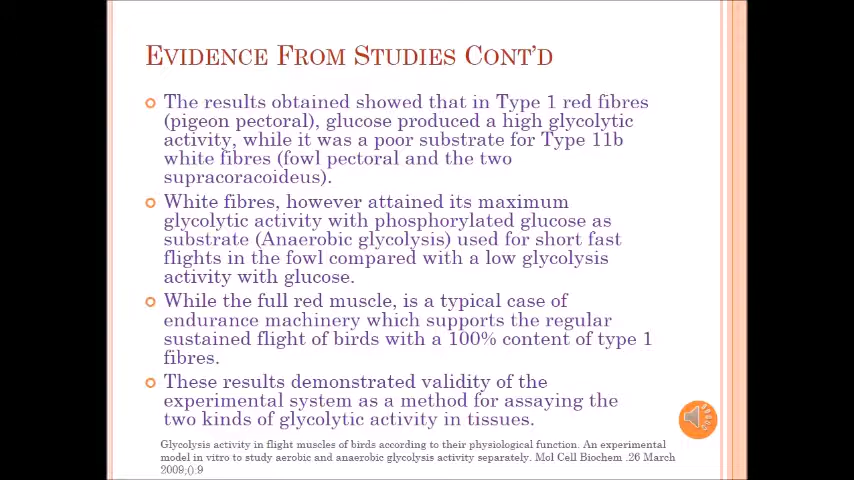 EVIDENCE FROM STUDIES CONT'D
The results obtained showed that in Type 1 red fibres
(pigeon pectoral), glucose produced a high glycolytic
activity, while it was a poor substrate for Type 11b
white fibres (fowl pectoral and the two
supracoracoideus).
White fibres, however attained its maximum
glycolytic activity with phosphorylated glucose as
substrate (Anaerobic glycolysis) used for short fast
flights in the fowl compared with a low glycolysis
activity with glucose.
While the full red muscle, is a typical case of
endurance machinery which supports the regular
sustained flight of birds with a 100% content of type 1
fibres.
These results demonstrated validity of the
experimental system as a method for assaying the
two kinds of glycolytic activity in tissues.
Glycolysis activity in flight muscles of birds according to their physiological function. An experimental
model in vitro to study aerobic and anaerobic glycolysis activity separately. Mol Cell Biochem .26 March
2009,():9